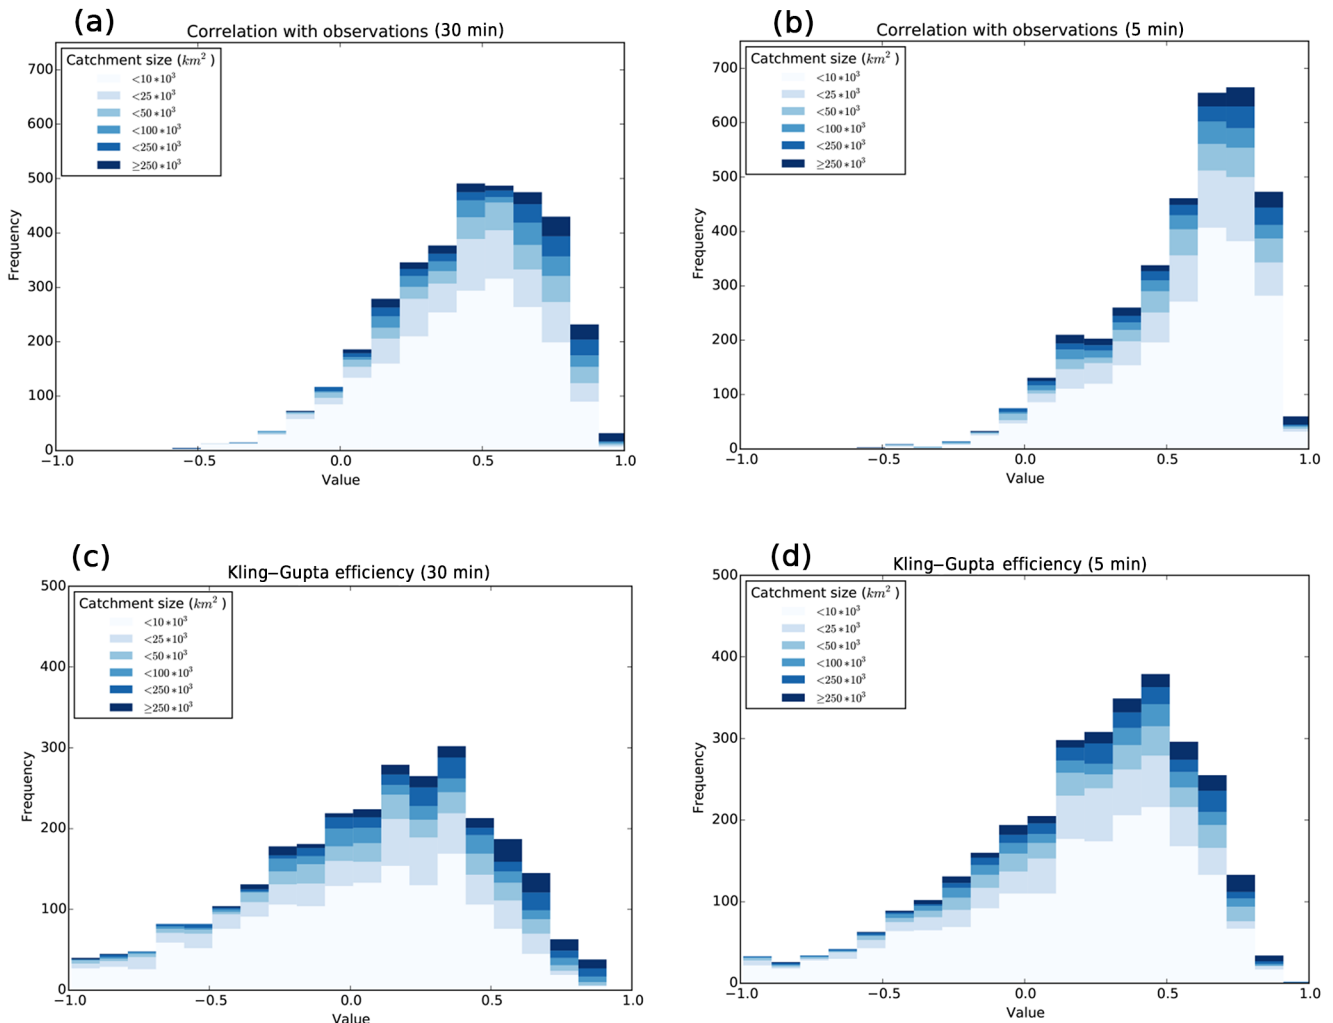 (a)
Correlation with observations (30 min)
Catchment size (km²)
<10∗10³
<25∗10³
<50∗10³
<100∗10³
<250∗10³
≥250∗10³
Frequency
700
600
500
400
300
200
100
0
−1.0 −0.5 0.0 0.5 1.0
Value
(b)
Correlation with observations (5 min)
Catchment size (km²)
<10∗10³
<25∗10³
<50∗10³
<100∗10³
<250∗10³
≥250∗10³
Frequency
700
600
500
400
300
200
100
0
−1.0 −0.5 0.0 0.5 1.0
Value
(c)
Kling−Gupta efficiency (30 min)
Catchment size (km²)
<10∗10³
<25∗10³
<50∗10³
<100∗10³
<250∗10³
≥250∗10³
Frequency
500
400
300
200
100
0
−1.0 −0.5 0.0 0.5 1.0
Value
(d)
Kling−Gupta efficiency (5 min)
Catchment size (km²)
<10∗10³
<25∗10³
<50∗10³
<100∗10³
<250∗10³
≥250∗10³
Frequency
500
400
300
200
100
0
−1.0 −0.5 0.0 0.5 1.0
Value